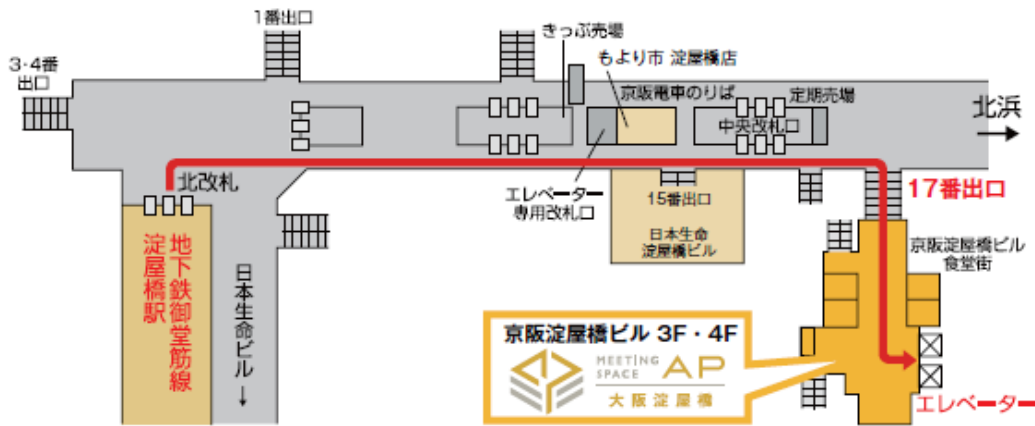 1番出口
きっぷ売場
3・4番
出口
もより市 淀屋橋店
京阪電車のりば
定期売場
北浜
中央改札口
北改札
エレベーター
専用改札口
15番出口
17番出口
日本生命
淀屋橋ビル
京阪淀屋橋ビル
食堂街
地下鉄御堂筋線
淀屋橋駅
日本生命ビル
京阪淀屋橋ビル 3F・4F
MEETING
SPACE
AP
大阪淀屋橋
エレベーター